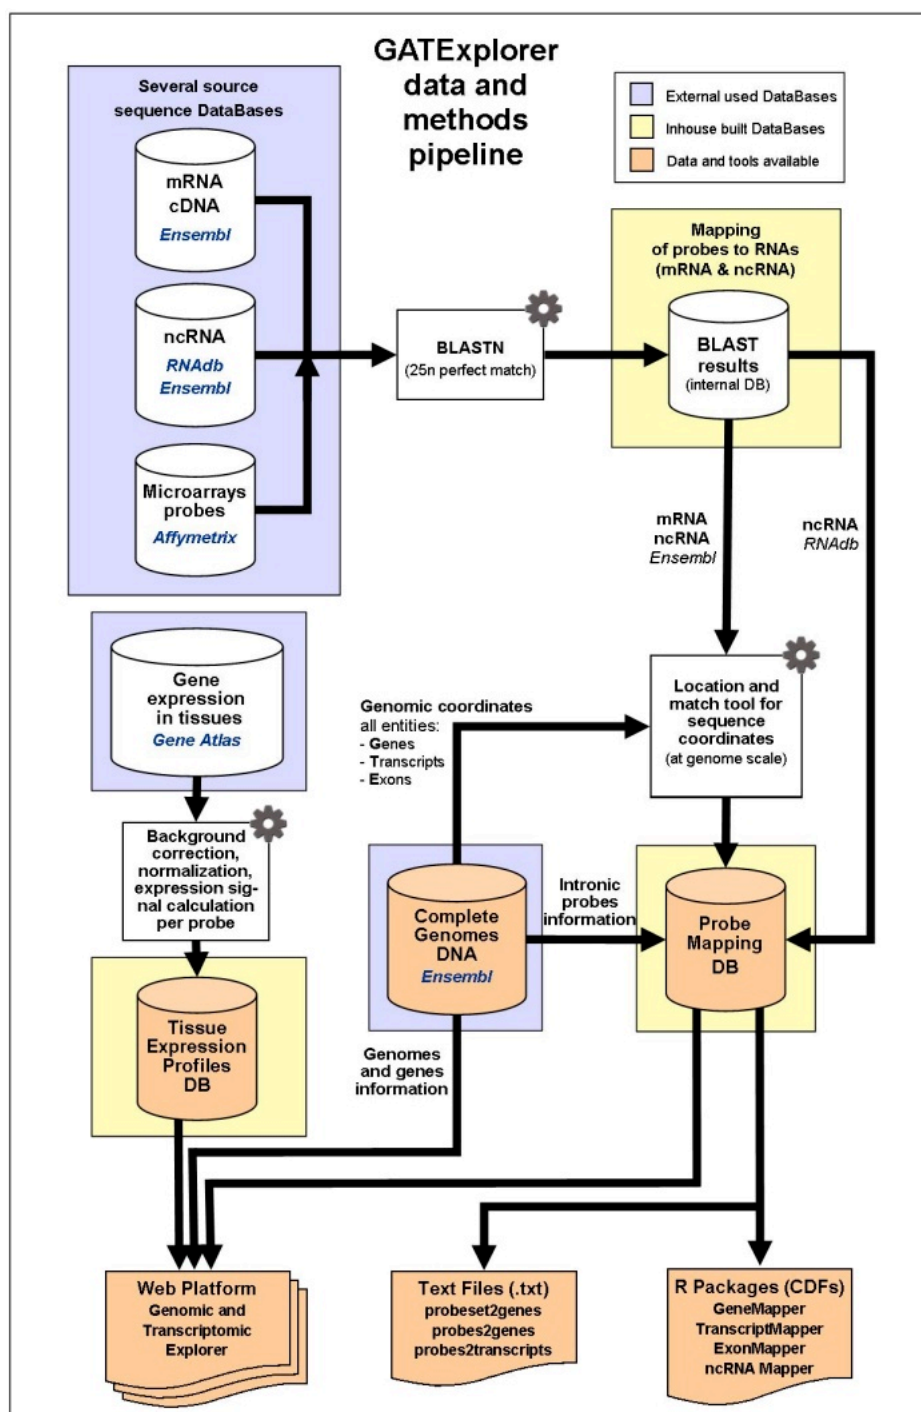 GATExplorer
data and
methods
pipeline
Several source
sequence DataBases
External used DataBases
Inhouse built DataBases
Data and tools available
mRNA
cDNA
Ensembl
ncRNA
RNAdb
Ensembl
Microarrays
probes
Affymetrix
BLASTN
(25n perfect match)
Mapping
of probes to RNAs
(mRNA & ncRNA)
BLAST
results
(internal DB)
mRNA
ncRNA
Ensembl
ncRNA
RNAdb
Gene
expression
in tissues
Gene Atlas
Genomic coordinates
all entities:
- Genes
- Transcripts
- Exons
Location and
match tool for
sequence
coordinates
(at genome scale)
Background
correction,
normalization,
expression sig-
nal calculation
per probe
Complete
Genomes
DNA
Ensembl
Intronic
probes
information
Probe
Mapping
DB
Tissue
Expression
Profiles
DB
Genomes
and genes
information
Web Platform
Genomic and
Transcriptomic
Explorer
Text Files (.txt)
probeset2genes
probes2genes
probes2transcripts
R Packages (CDFs)
GeneMapper
TranscriptMapper
ExonMapper
ncRNA Mapper